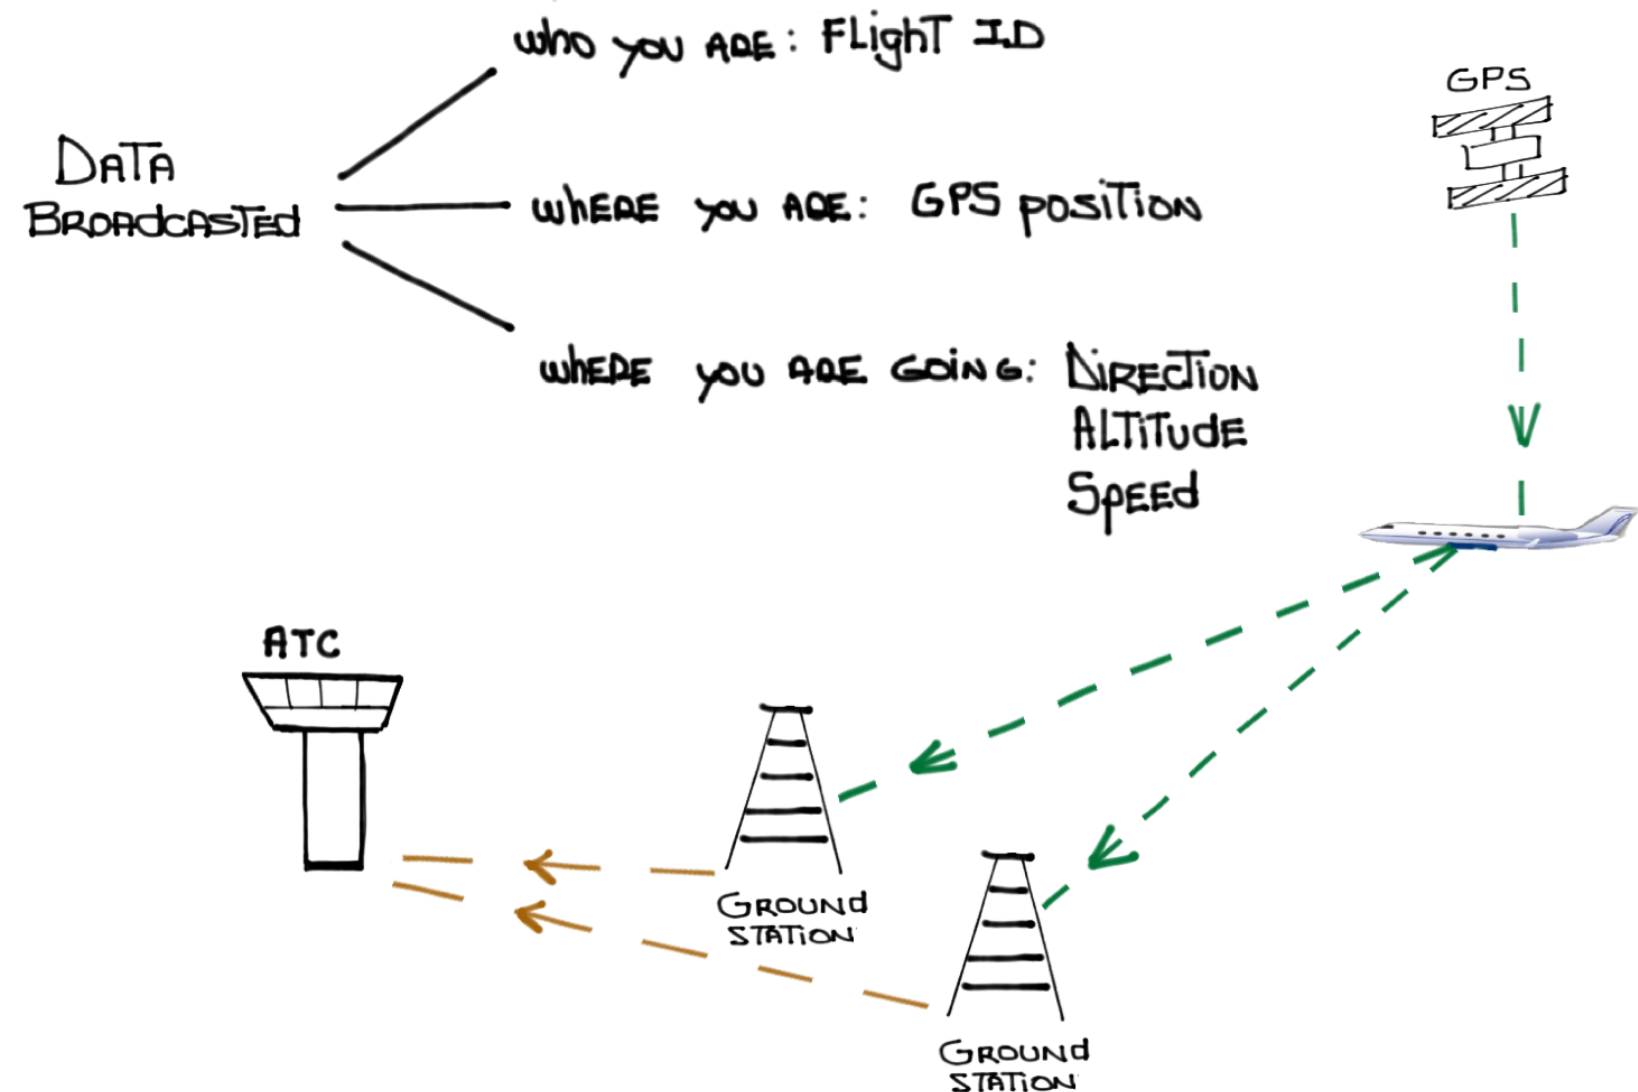 who you are: Flight ID
GPS
Data
Broadcasted
where you are: GPS position
where you are going: Direction
Altitude
Speed
ATC
Ground
Station
Ground
Station